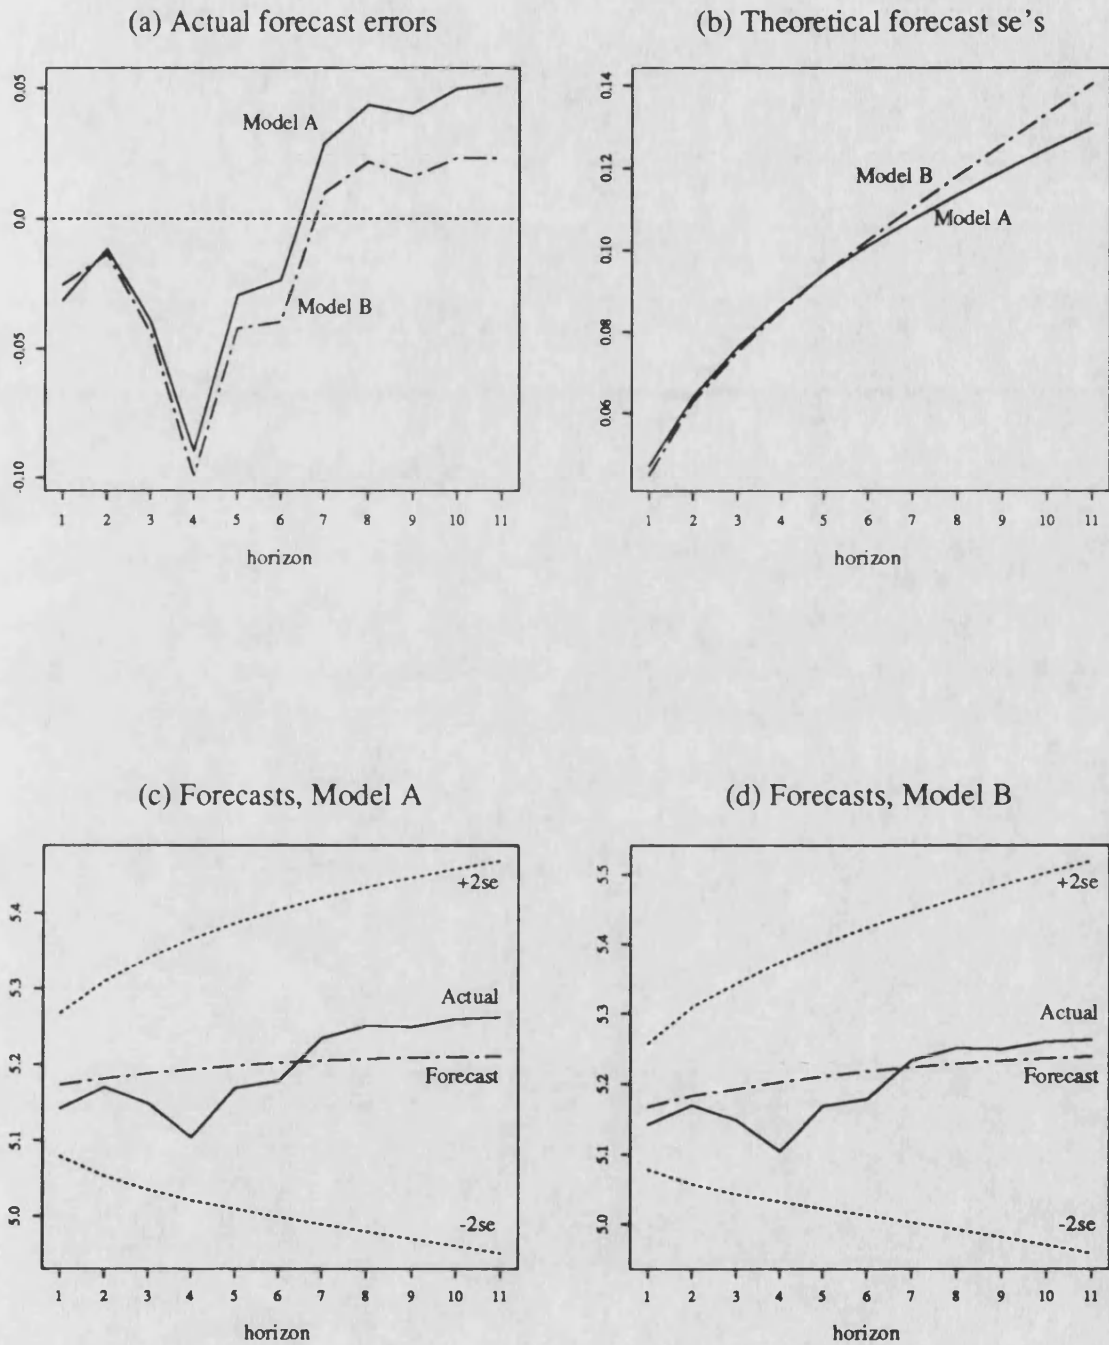 (a) Actual forecast errors
0.05
0.0
-0.05
-0.10
Model A
Model B
1 2 3 4 5 6 7 8 9 10 11
horizon
(b) Theoretical forecast se's
0.14
0.12
0.10
0.08
0.06
Model B
Model A
1 2 3 4 5 6 7 8 9 10 11
horizon
(c) Forecasts, Model A
5.4
5.3
5.2
5.1
5.0
+2se
Actual
Forecast
-2se
1 2 3 4 5 6 7 8 9 10 11
horizon
(d) Forecasts, Model B
5.5
5.4
5.3
5.2
5.1
5.0
+2se
Actual
Forecast
-2se
1 2 3 4 5 6 7 8 9 10 11
horizon